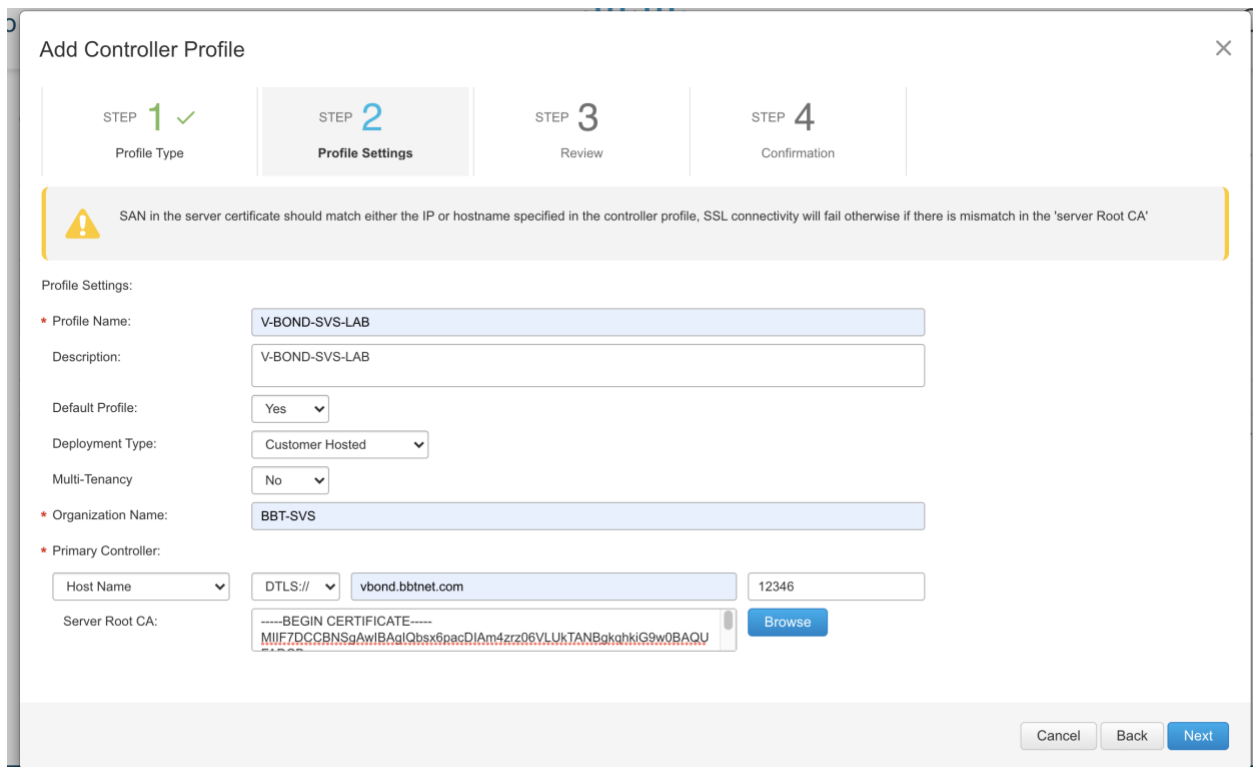 Add Controller Profile
STEP 1
Profile Type
STEP 2
Profile Settings
STEP 3
Review
STEP 4
Confirmation
SAN in the server certificate should match either the IP or hostname specified in the controller profile, SSL connectivity will fail otherwise if there is mismatch in the 'server Root CA'
Profile Settings:
* Profile Name: V-BOND-SVS-LAB
Description: V-BOND-SVS-LAB
Default Profile: Yes
Deployment Type: Customer Hosted
Multi-Tenancy No
* Organization Name: BBT-SVS
* Primary Controller:
Host Name DTLS:// vbond.bbtnet.com 12346
Server Root CA: -----BEGIN CERTIFICATE----- Browse
MIIF7DCCBNSgAwIBAgIQbsx6pacDIAm4zrz06VLUkTANBgkqhkiG9w0BAQU
Cancel Back Next